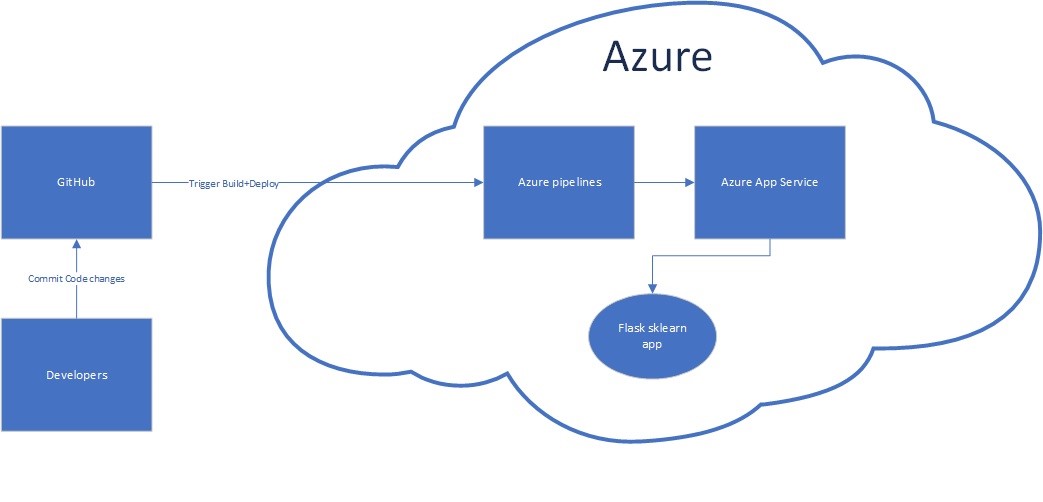 Azure
GitHub
Trigger Build+Deploy
Azure pipelines
Azure App Service
Commit Code changes
Flask sklearn
app
Developers